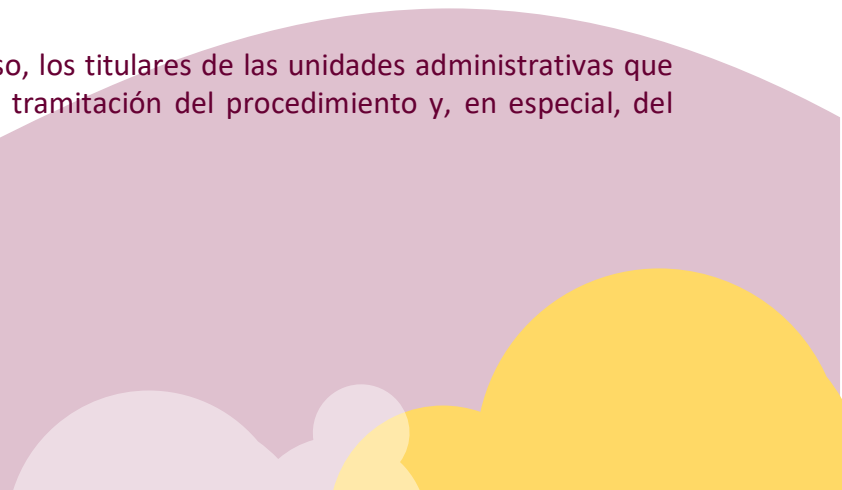 so, los titulares de las unidades administrativas que
tramitación del procedimiento y, en especial, del